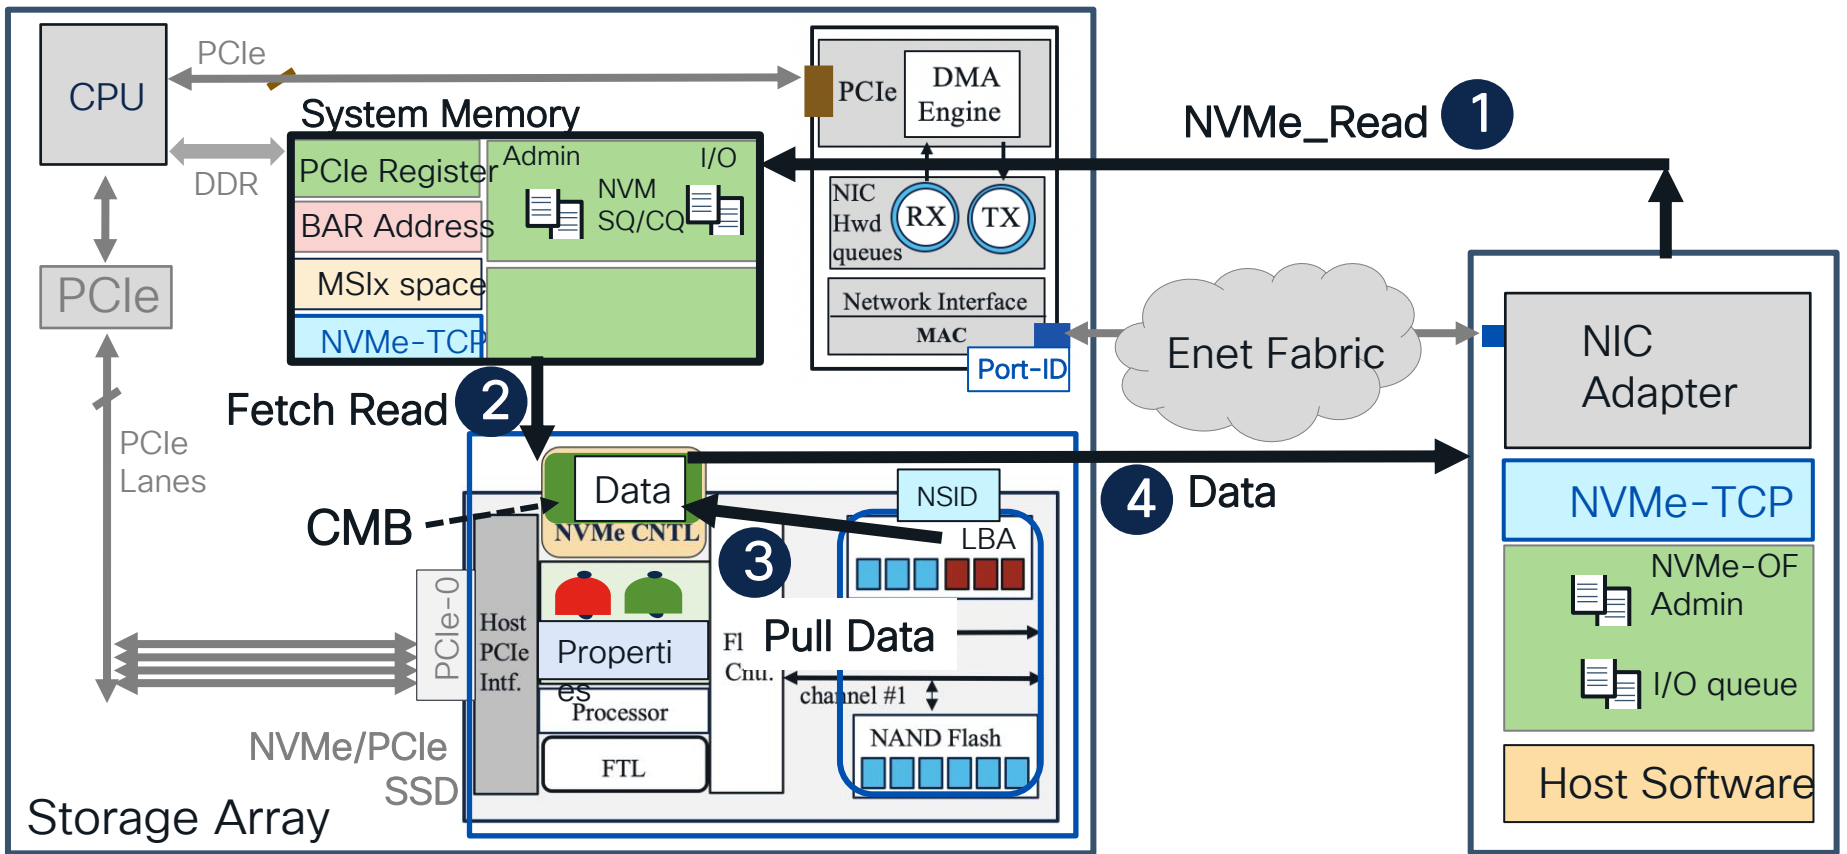 CPU
PCIe
DDR
PCIe
PCIe
Lanes
System Memory
PCIe Register
BAR Address
MSIx space
NVMe-TCP
Admin
I/O
NVM
SQ/CQ
PCIe
DMA
Engine
NIC
Hwd
queues
RX
TX
Network Interface
MAC
Port-ID
NVMe_Read
1
Enet Fabric
Fetch Read
2
CMB
Data
NVMe CNTL
3
Pull Data
NSID
LBA
4
Data
PCIe-0
Host
PCIe
Intf.
Properti
es
Processor
FTL
Fl
channel #1
NAND Flash
NVMe/PCIe
SSD
Storage Array
NIC
Adapter
NVMe-TCP
NVMe-OF
Admin
I/O queue
Host Software